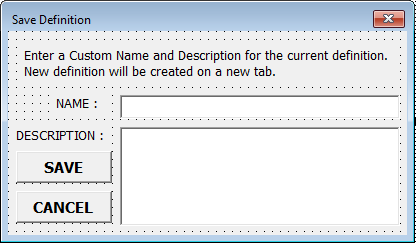 Save Definition
Enter a Custom Name and Description for the current definition.
New definition will be created on a new tab.
NAME :
DESCRIPTION :
SAVE
CANCEL